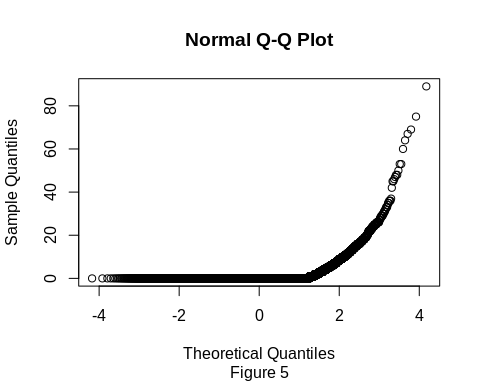 Normal Q-Q Plot
Sample Quantiles
80
60
40
20
0
-4 -2 0 2 4
Theoretical Quantiles
Figure 5